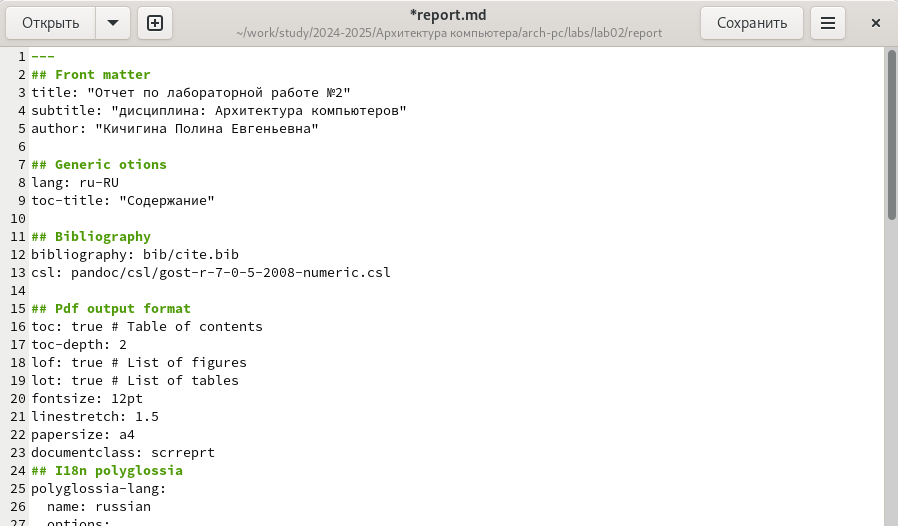 Открыть
*report.md
~/work/study/2024-2025/Архитектура компьютера/arch-pc/labs/lab02/report
Сохранить
1 ---
2 ## Front matter
3 title: "Отчет по лабораторной работе №2"
4 subtitle: "дисциплина: Архитектура компьютеров"
5 author: "Кичигина Полина Евгеньевна"
6
7 ## Generic otions
8 lang: ru-RU
9 toc-title: "Содержание"
10
11 ## Bibliography
12 bibliography: bib/cite.bib
13 csl: pandoc/csl/gost-r-7-0-5-2008-numeric.csl
14
15 ## Pdf output format
16 toc: true # Table of contents
17 toc-depth: 2
18 lof: true # List of figures
19 lot: true # List of tables
20 fontsize: 12pt
21 linestretch: 1.5
22 papersize: a4
23 documentclass: scrreprt
24 ## I18n polyglossia
25 polyglossia-lang:
26   name: russian
27   options: